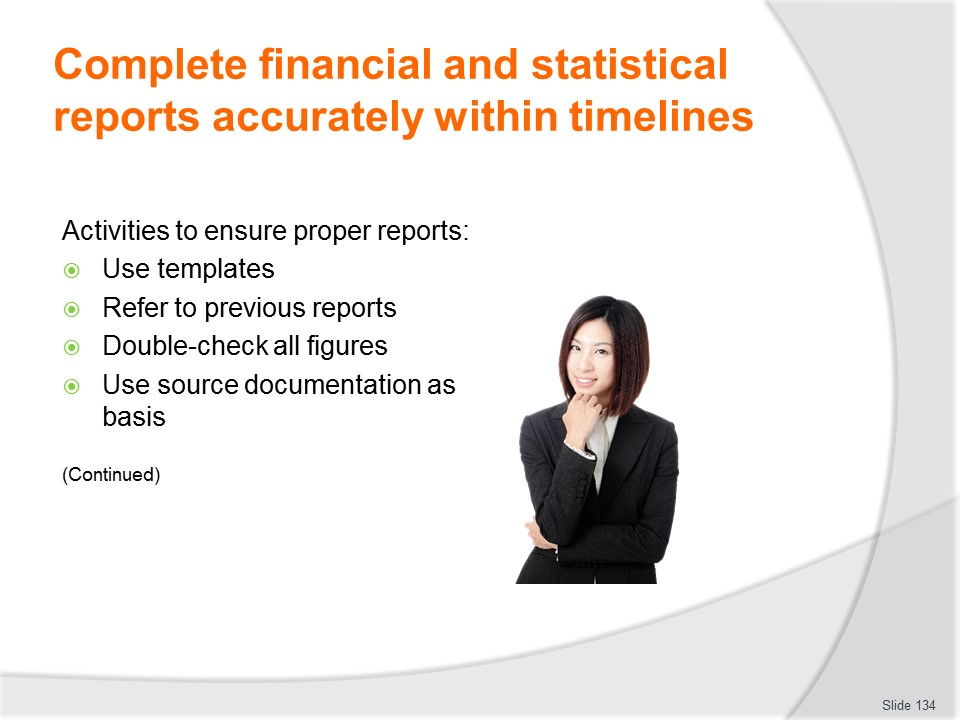 Complete financial and statistical
reports accurately within timelines
Activities to ensure proper reports:
Use templates
Refer to previous reports
Double-check all figures
Use source documentation as
basis
(Continued)
Slide 134